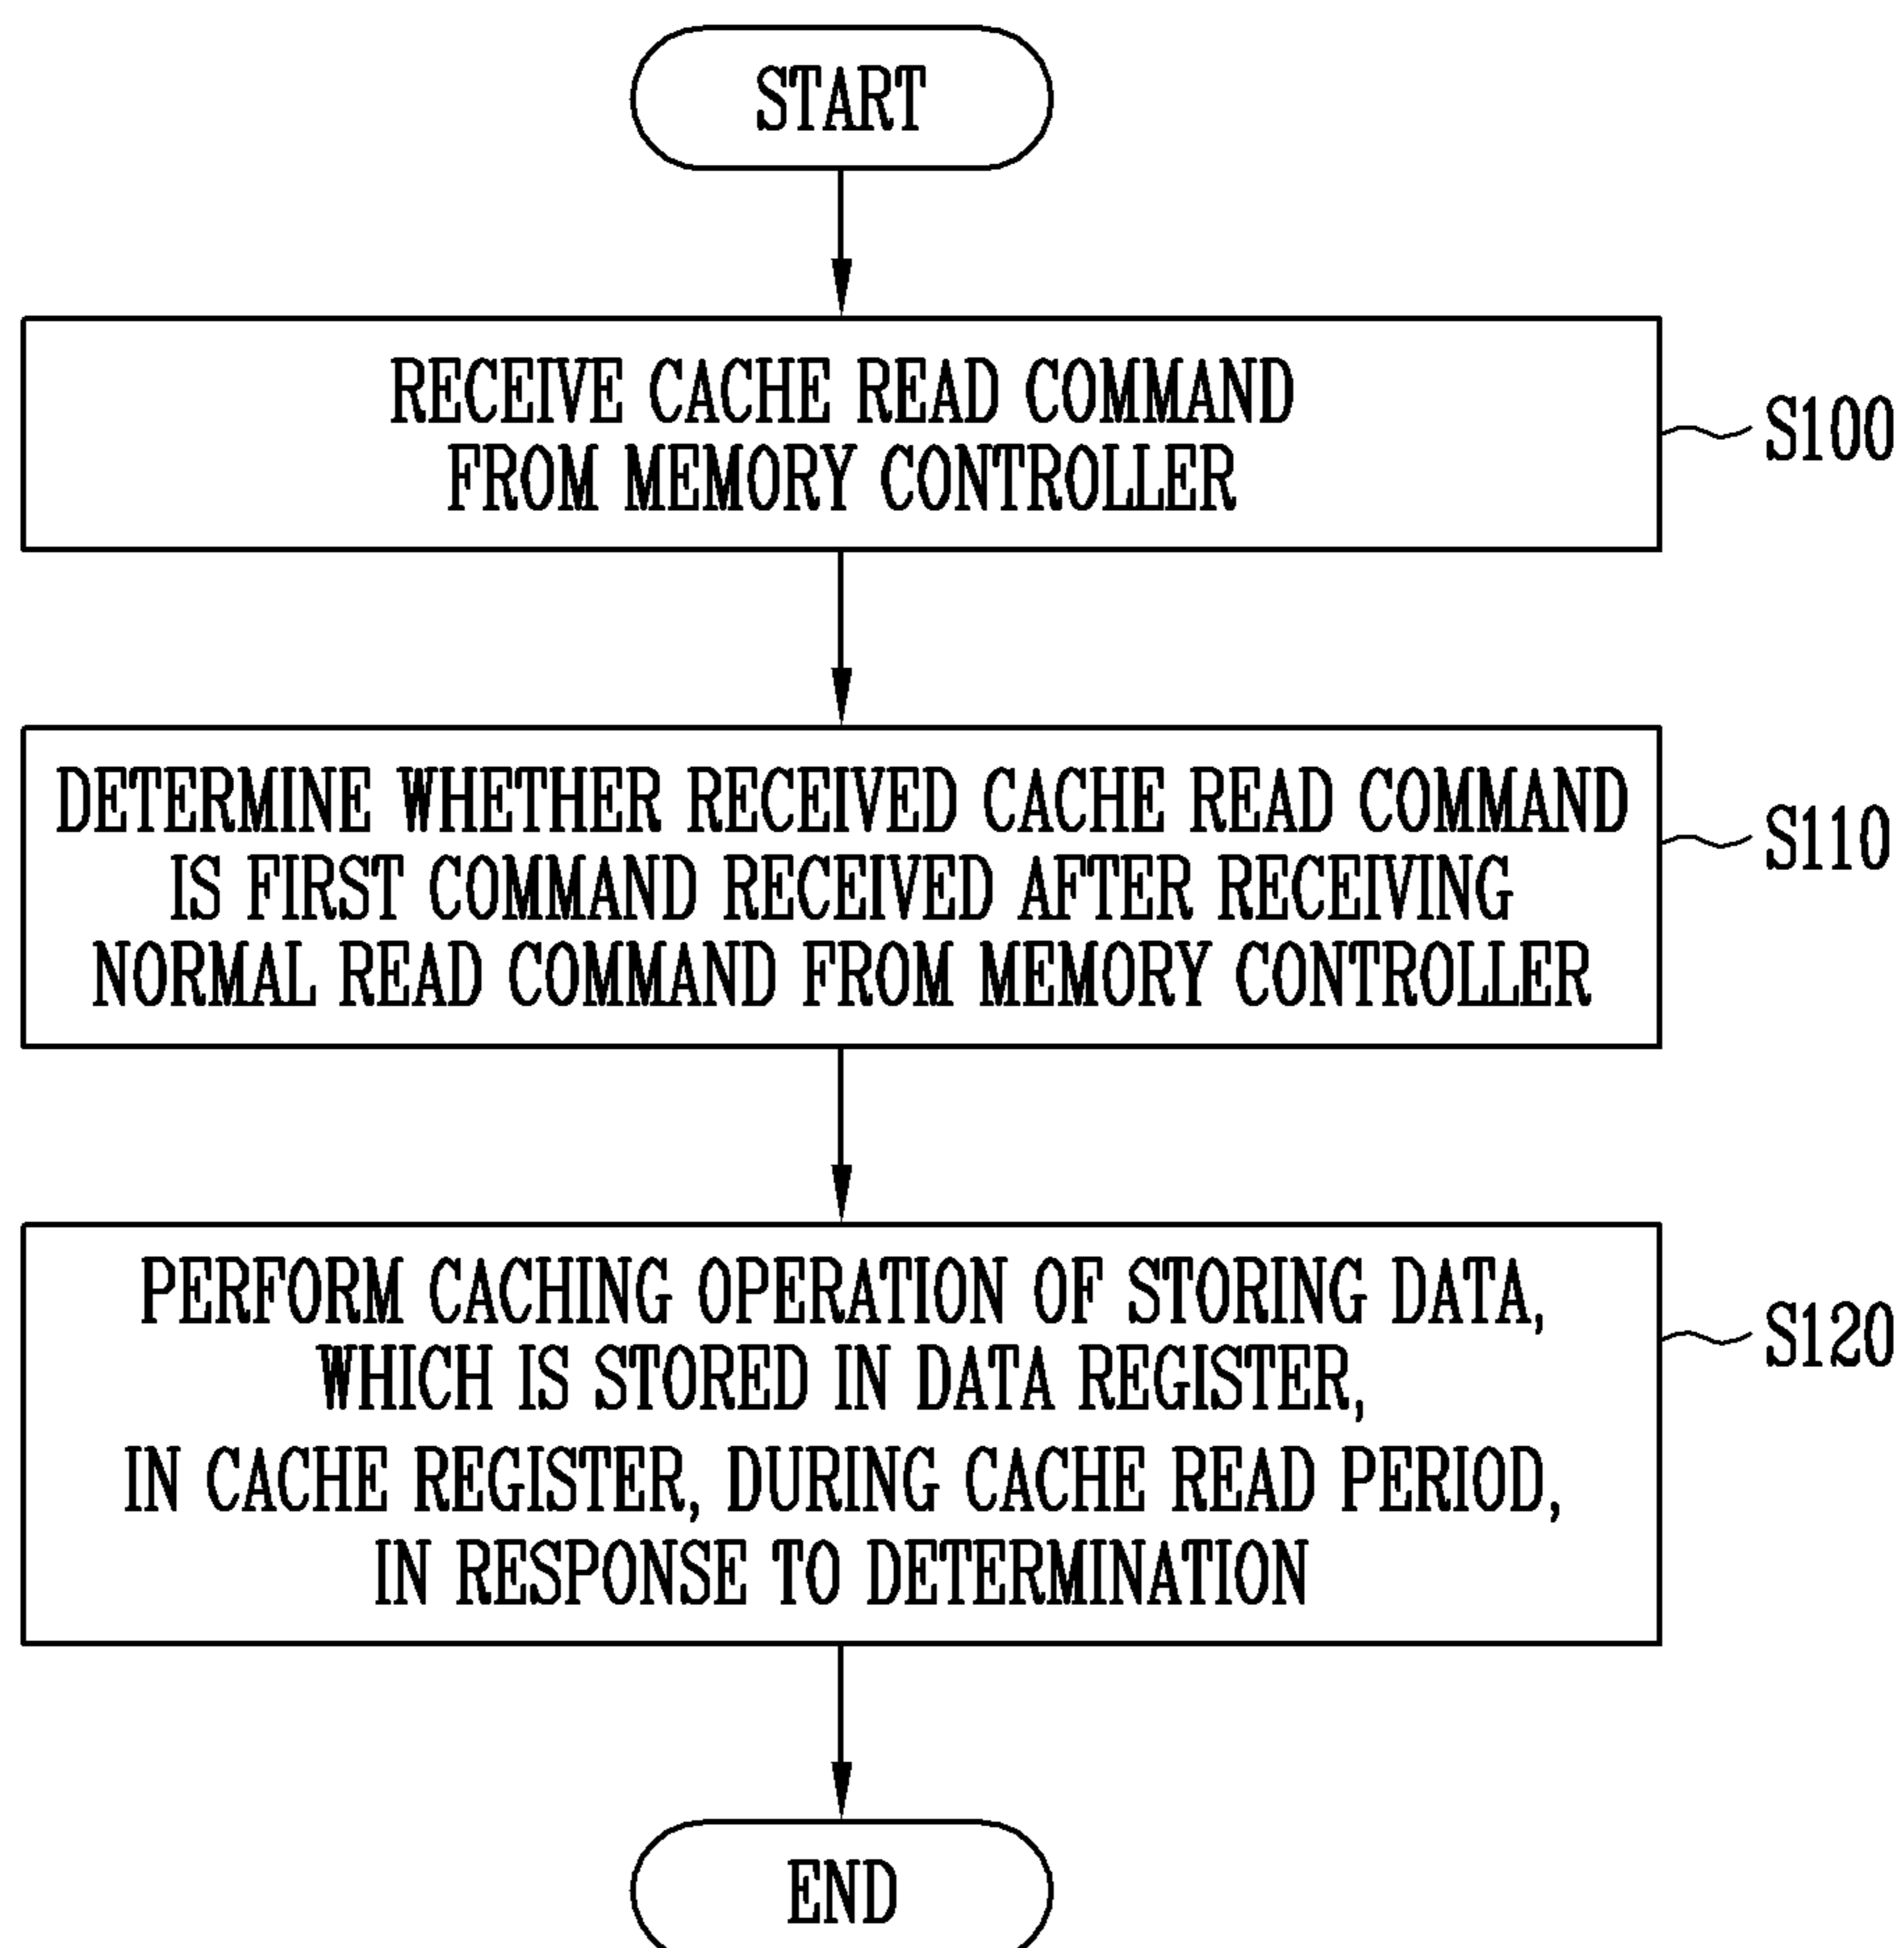 START
RECEIVE CACHE READ COMMAND
FROM MEMORY CONTROLLER
S100
DETERMINE WHETHER RECEIVED CACHE READ COMMAND
IS FIRST COMMAND RECEIVED AFTER RECEIVING
NORMAL READ COMMAND FROM MEMORY CONTROLLER
S110
PERFORM CACHING OPERATION OF STORING DATA,
WHICH IS STORED IN DATA REGISTER,
IN CACHE REGISTER, DURING CACHE READ PERIOD,
IN RESPONSE TO DETERMINATION
S120
END